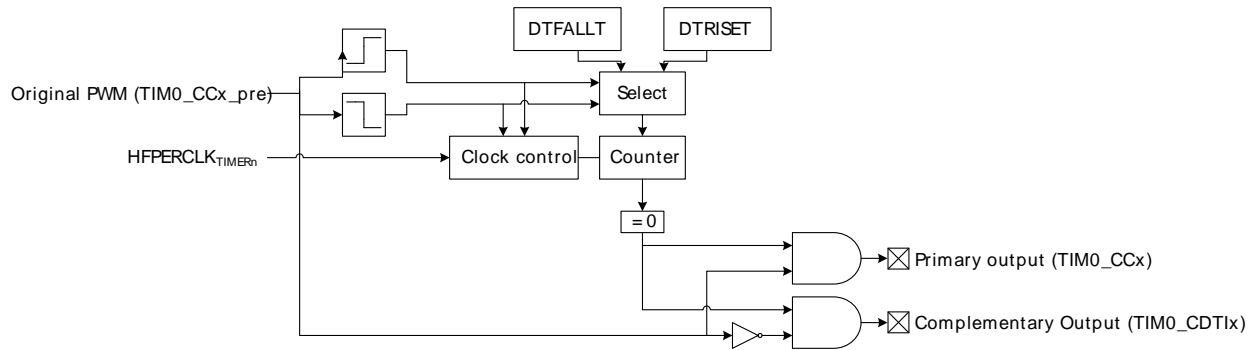 DTFALLT
DTRISET
Original PWM (TIM0_CCx_pre)
Select
HFPERCLKTIMERn
Clock control
Counter
= 0
Primary output (TIM0_CCx)
Complementary Output (TIM0_CDTIx)